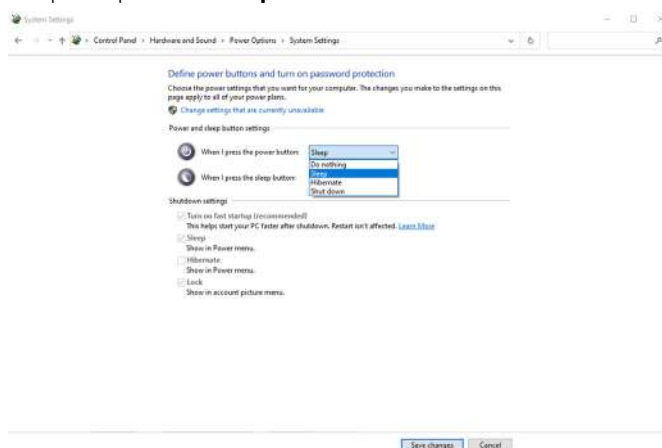 System Settings
Control Panel > Hardware and Sound > Power Options > System Settings
Define power buttons and turn on password protection
Choose the power settings that you want for your computer. The changes you make to the settings on this
page apply to all of your power plans.
Change settings that are currently unavailable
Power and sleep button settings
When I press the power button: Sleep
Do nothing
Sleep
When I press the sleep button:
Hibernate
Shut down
Shutdown settings
Turn on fast startup (recommended)
This helps start your PC faster after shutdown. Restart isn't affected. Learn More
Sleep
Show in Power menu.
Hibernate
Show in Power menu.
Lock
Show in account picture menu.
Save changes Cancel